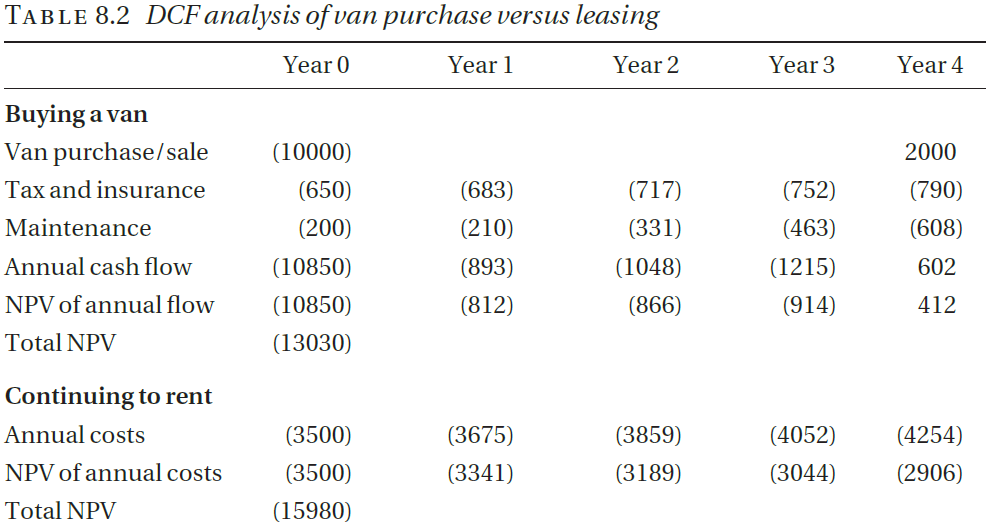 TABLE 8.2 DCF analysis of van purchase versus leasing
Year 0 Year 1 Year 2 Year 3 Year 4
Buying a van
Van purchase/sale (10000) 2000
Tax and insurance (650) (683) (717) (752) (790)
Maintenance (200) (210) (331) (463) (608)
Annual cash flow (10850) (893) (1048) (1215) 602
NPV of annual flow (10850) (812) (866) (914) 412
Total NPV (13030)
Continuing to rent
Annual costs (3500) (3675) (3859) (4052) (4254)
NPV of annual costs (3500) (3341) (3189) (3044) (2906)
Total NPV (15980)